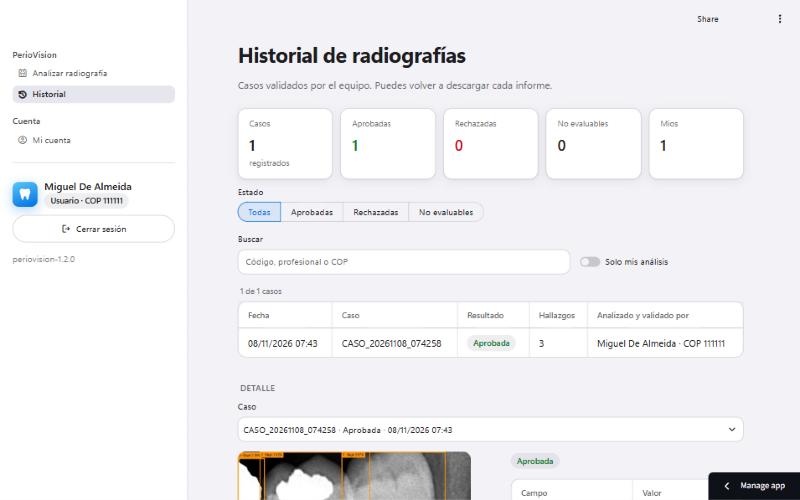 Share
PerioVision
Analizar radiografía
Historial
Cuenta
Mi cuenta
Miguel De Almeida
Usuario · COP 111111
Cerrar sesión
periovision-1.2.0
Historial de radiografías
Casos validados por el equipo. Puedes volver a descargar cada informe.
Casos
1
registrados
Aprobadas
1
Rechazadas
0
No evaluables
0
Míos
1
Estado
Todas Aprobadas Rechazadas No evaluables
Buscar
Código, profesional o COP
Solo mis análisis
1 de 1 casos
Fecha Caso Resultado Hallazgos Analizado y validado por
08/11/2026 07:43 CASO_20261108_074258 Aprobada 3 Miguel De Almeida · COP 111111
DETALLE
Caso
CASO_20261108_074258 · Aprobada · 08/11/2026 07:43
Aprobada
Campo Valor
Manage app